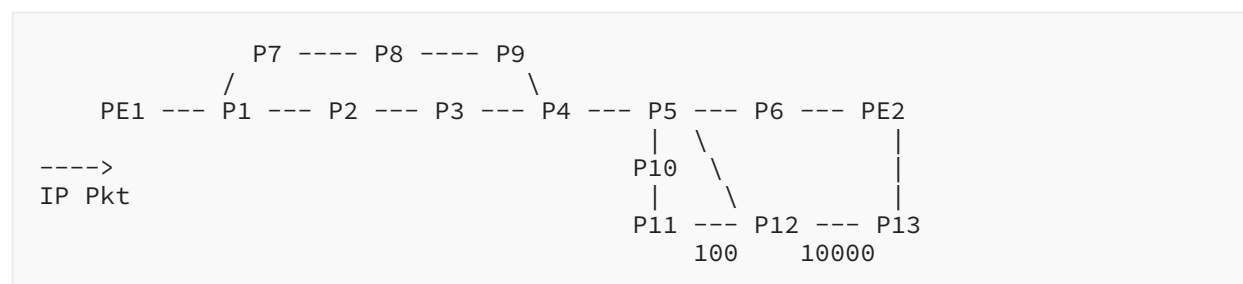 P7 ---- P8 ---- P9
/ \
PE1 --- P1 --- P2 --- P3 --- P4 --- P5 --- P6 --- PE2
| \ |
----> P10 \ |
IP Pkt | \ |
P11 --- P12 --- P13
100 10000